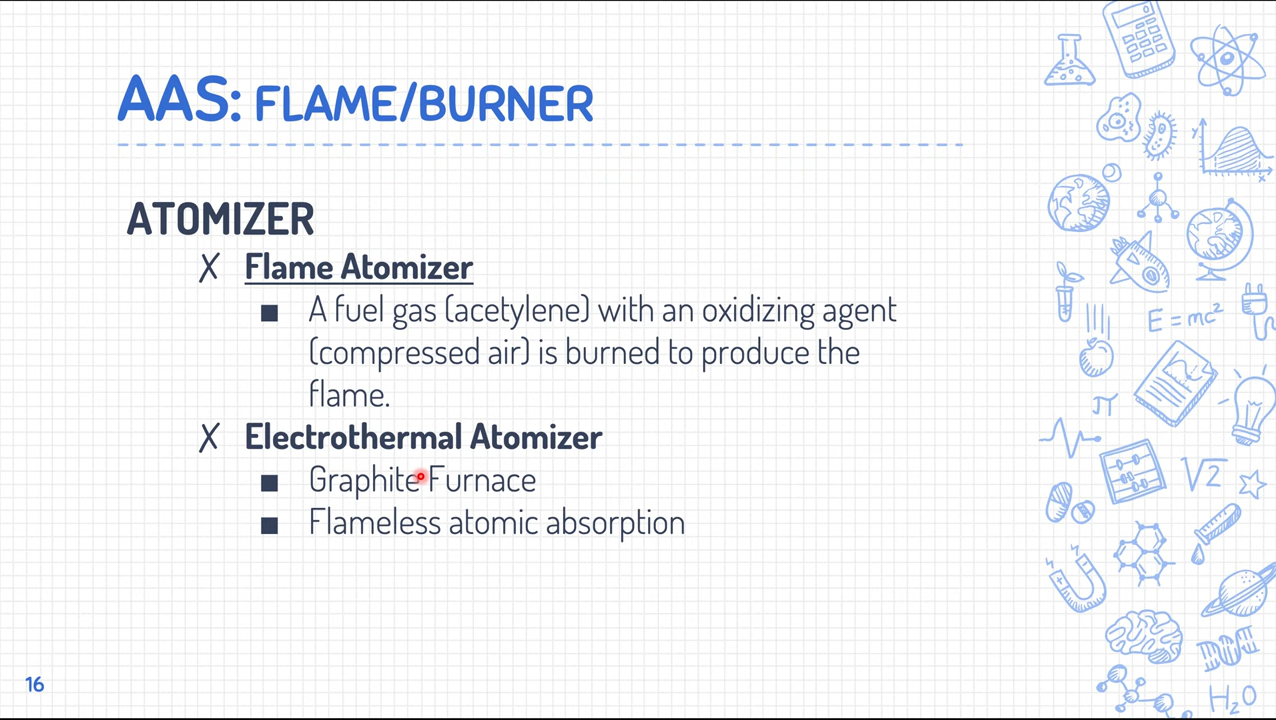 AAS: FLAME/BURNER
ATOMIZER
X Flame Atomizer
■ A fuel gas (acetylene) with an oxidizing agent
(compressed air) is burned to produce the
flame.
X Electrothermal Atomizer
■ Graphite Furnace
■ Flameless atomic absorption
16
y
x
E = mc²
π
√2
H₂O